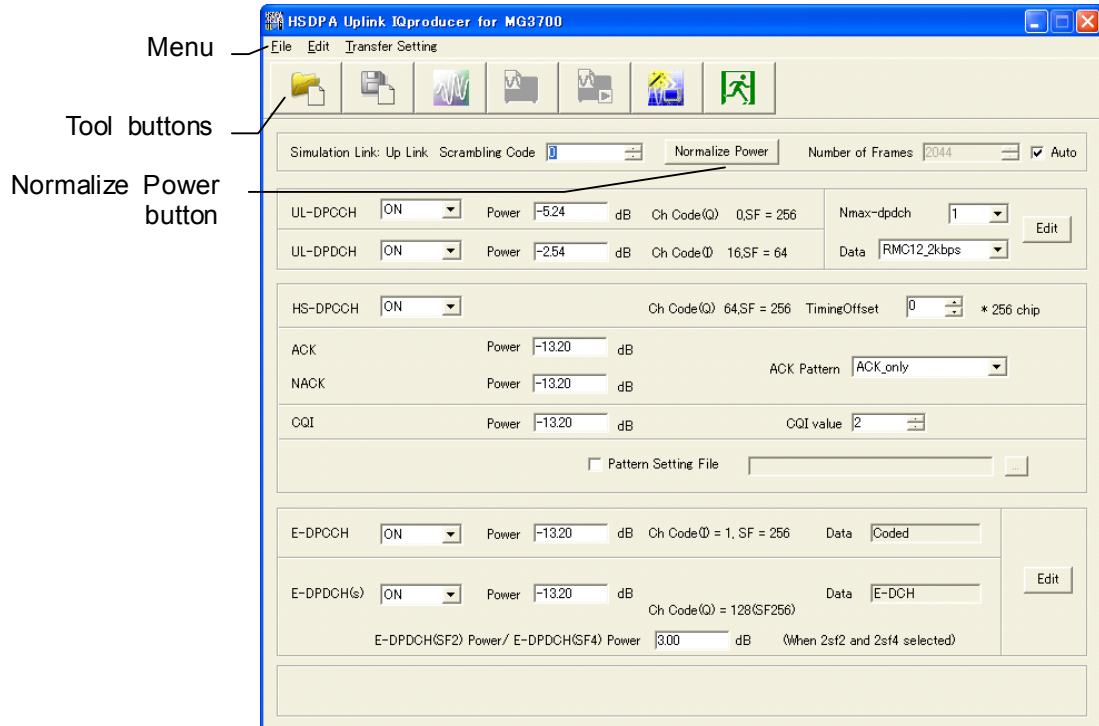 HSDPA Uplink IQproducer for MG3700
Menu
File Edit Transfer Setting
Tool buttons
Simulation Link: Up Link Scrambling Code 0 Normalize Power Number of Frames 2044 Auto
Normalize Power
button
UL-DPCCH ON Power -5.24 dB Ch Code(Q) 0,SF = 256 Nmax-dpdch 1
Edit
UL-DPDCH ON Power -2.54 dB Ch Code(I) 16,SF = 64 Data RMC12_2kbps
HS-DPCCH ON Ch Code(Q) 64,SF = 256 TimingOffset 0 * 256 chip
ACK Power -13.20 dB
ACK Pattern ACK_only
NACK Power -13.20 dB
CQI Power -13.20 dB CQI value 2
Pattern Setting File ...
E-DPCCH ON Power -13.20 dB Ch Code(I) = 1, SF = 256 Data Coded
Edit
E-DPDCH(s) ON Power -13.20 dB Data E-DCH
Ch Code(Q) = 128(SF256)
E-DPDCH(SF2) Power/ E-DPDCH(SF4) Power 3.00 dB (When 2sf2 and 2sf4 selected)